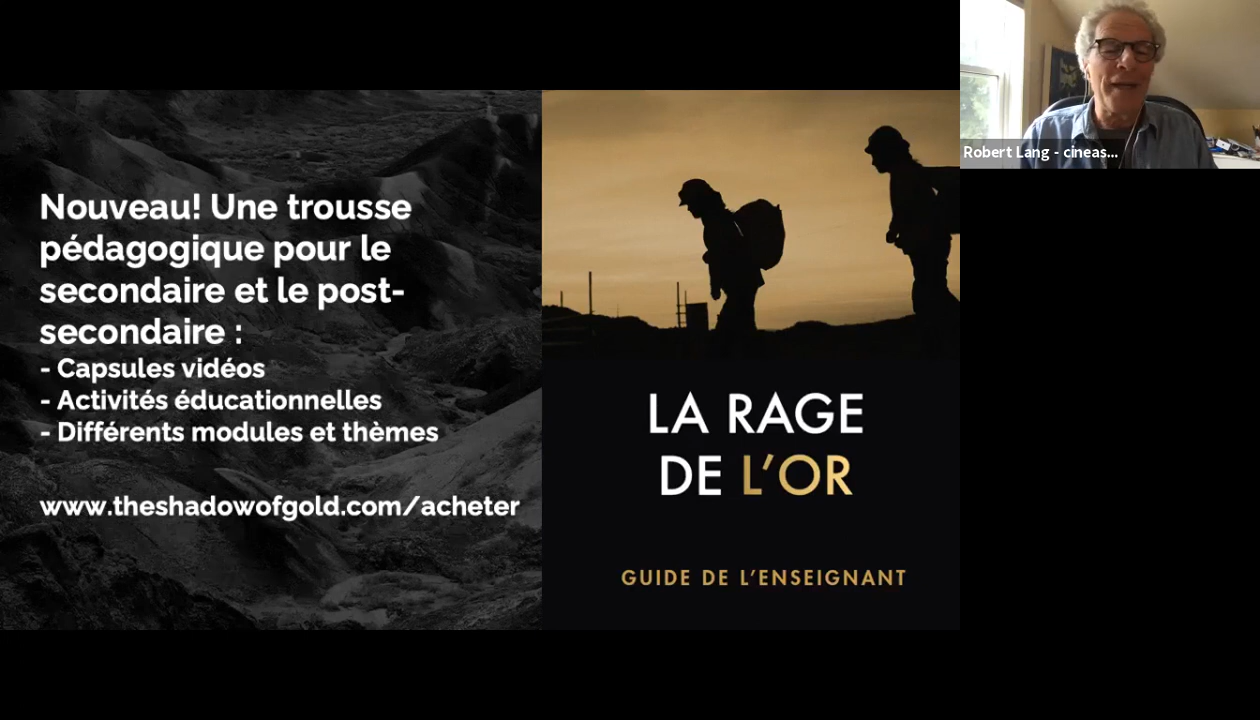 Nouveau! Une trousse
pédagogique pour le
secondaire et le post-
secondaire :
- Capsules vidéos
- Activités éducationnelles
- Différents modules et thèmes
www.theshadowofgold.com/acheter
LA RAGE
DE L'OR
GUIDE DE L'ENSEIGNANT
Robert Lang - cineas...